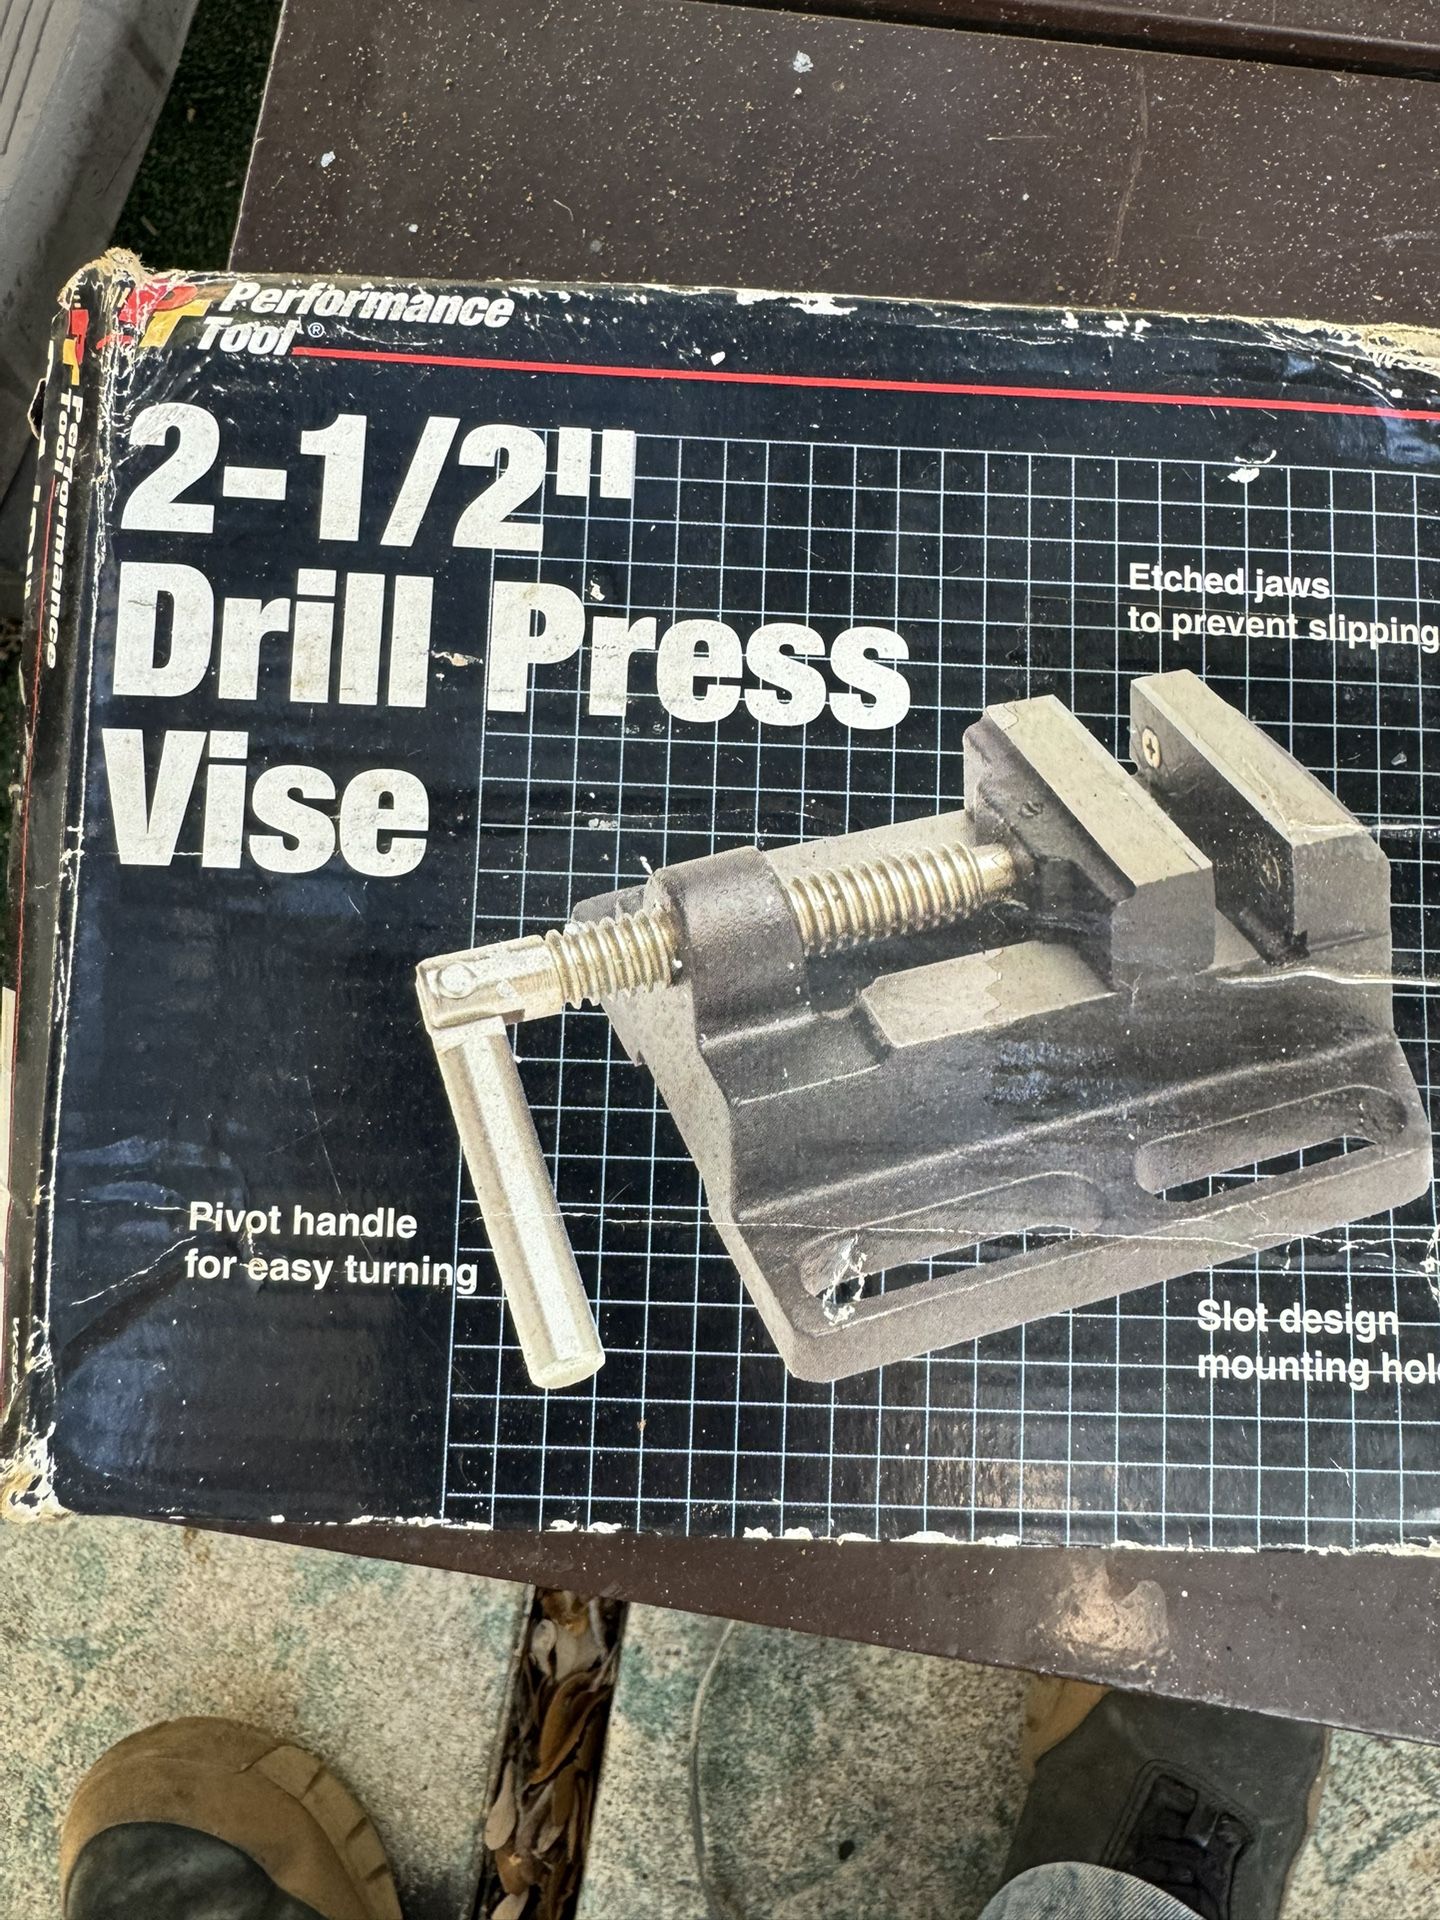 Performance
Tool®
2-1/2"
Drill Press
Vise
Etched jaws
to prevent slipping
Pivot handle
for easy turning
Slot design
mounting
Performance
Tool